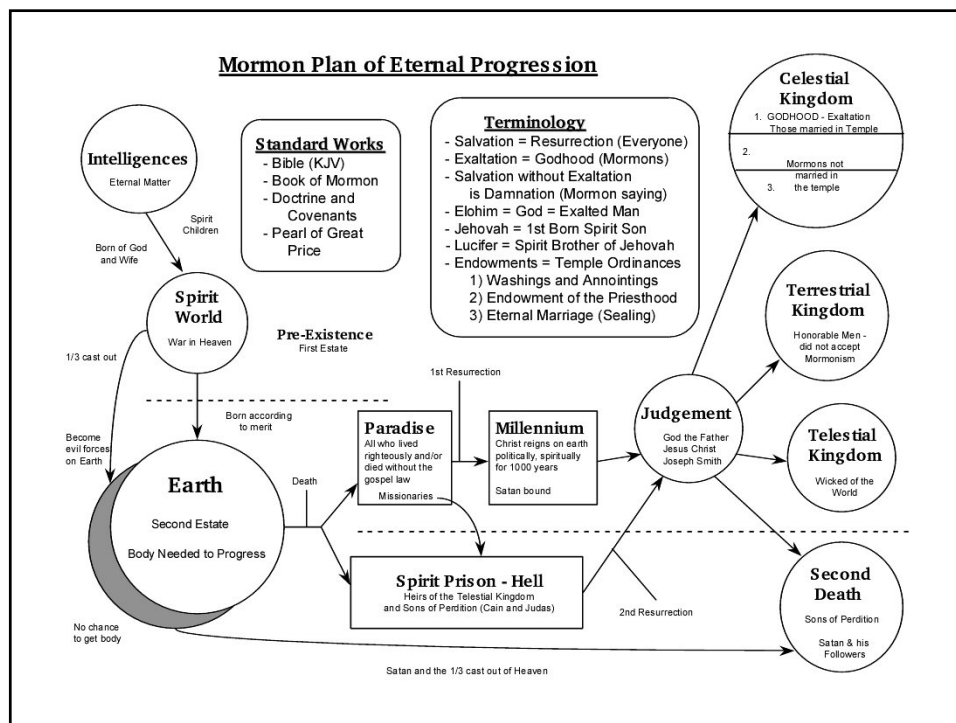 Mormon Plan of Eternal Progression
Intelligences
Eternal Matter
Spirit
Children
Born of God
and Wife
Spirit
World
War in Heaven
1/3 cast out
Pre-Existence
First Estate
Become
evil forces
on Earth
Born according
to merit
Earth
Second Estate
Body Needed to Progress
No chance
to get body
Standard Works
- Bible (KJV)
- Book of Mormon
- Doctrine and
Covenants
- Pearl of Great
Price
Terminology
- Salvation = Resurrection (Everyone)
- Exaltation = Godhood (Mormons)
- Salvation without Exaltation
is Damnation (Mormon saying)
- Elohim = God = Exalted Man
- Jehovah = 1st Born Spirit Son
- Lucifer = Spirit Brother of Jehovah
- Endowments = Temple Ordinances
1) Washings and Annointings
2) Endowment of the Priesthood
3) Eternal Marriage (Sealing)
Death
Paradise
All who lived
righteously and/or
died without the
gospel law
Missionaries
1st Resurrection
Millennium
Christ reigns on earth
politically, spiritually
for 1000 years
Satan bound
Spirit Prison - Hell
Heirs of the Telestial Kingdom
and Sons of Perdition (Cain and Judas)
2nd Resurrection
Judgement
God the Father
Jesus Christ
Joseph Smith
Celestial
Kingdom
1. GODHOOD - Exaltation
Those married in Temple
2.
Mormons not
married in
3. the temple
Terrestrial
Kingdom
Honorable Men -
did not accept
Mormonism
Telestial
Kingdom
Wicked of the
World
Second
Death
Sons of Perdition
Satan & his
Followers
Satan and the 1/3 cast out of Heaven